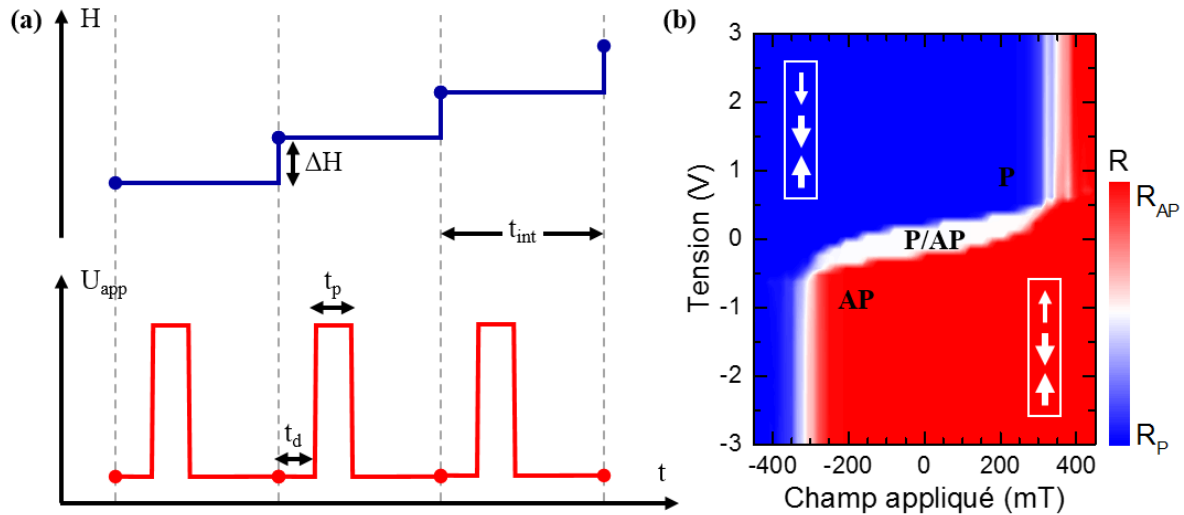 (a)
H
ΔH
t_int
U_app
t_p
t_d
t
(b)
3
2
1
0
-1
-2
-3
Tension (V)
P
P/AP
AP
-400 -200 0 200 400
Champ appliqué (mT)
R
R_AP
R_P